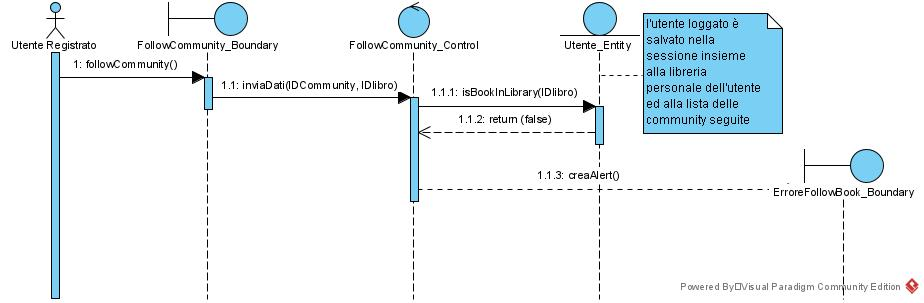 Utente Registrato
FollowCommunity_Boundary
FollowCommunity_Control
Utente_Entity
l'utente loggato è
salvato nella
sessione insieme
alla libreria
personale dell'utente
ed alla lista delle
community seguite
1: followCommunity()
1.1: inviaDati(IDCommunity, IDlibro)
1.1.1: isBookInLibrary(IDlibro)
1.1.2: return (false)
1.1.3: creaAlert()
ErroreFollowBook_Boundary
Powered By□Visual Paradigm Community Edition